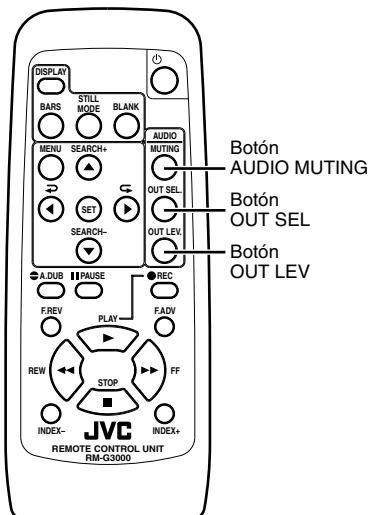 DISPLAY
BARS
STILL
MODE
BLANK
AUDIO
MENU
SEARCH+
MUTING
Botón
AUDIO MUTING
OUT SEL.
Botón
OUT SEL
SET
SEARCH–
OUT LEV.
Botón
OUT LEV
A.DUB
PAUSE
REC
F.REV
PLAY
F.ADV
REW
FF
STOP
INDEX–
INDEX+
JVC
REMOTE CONTROL UNIT
RM-G3000